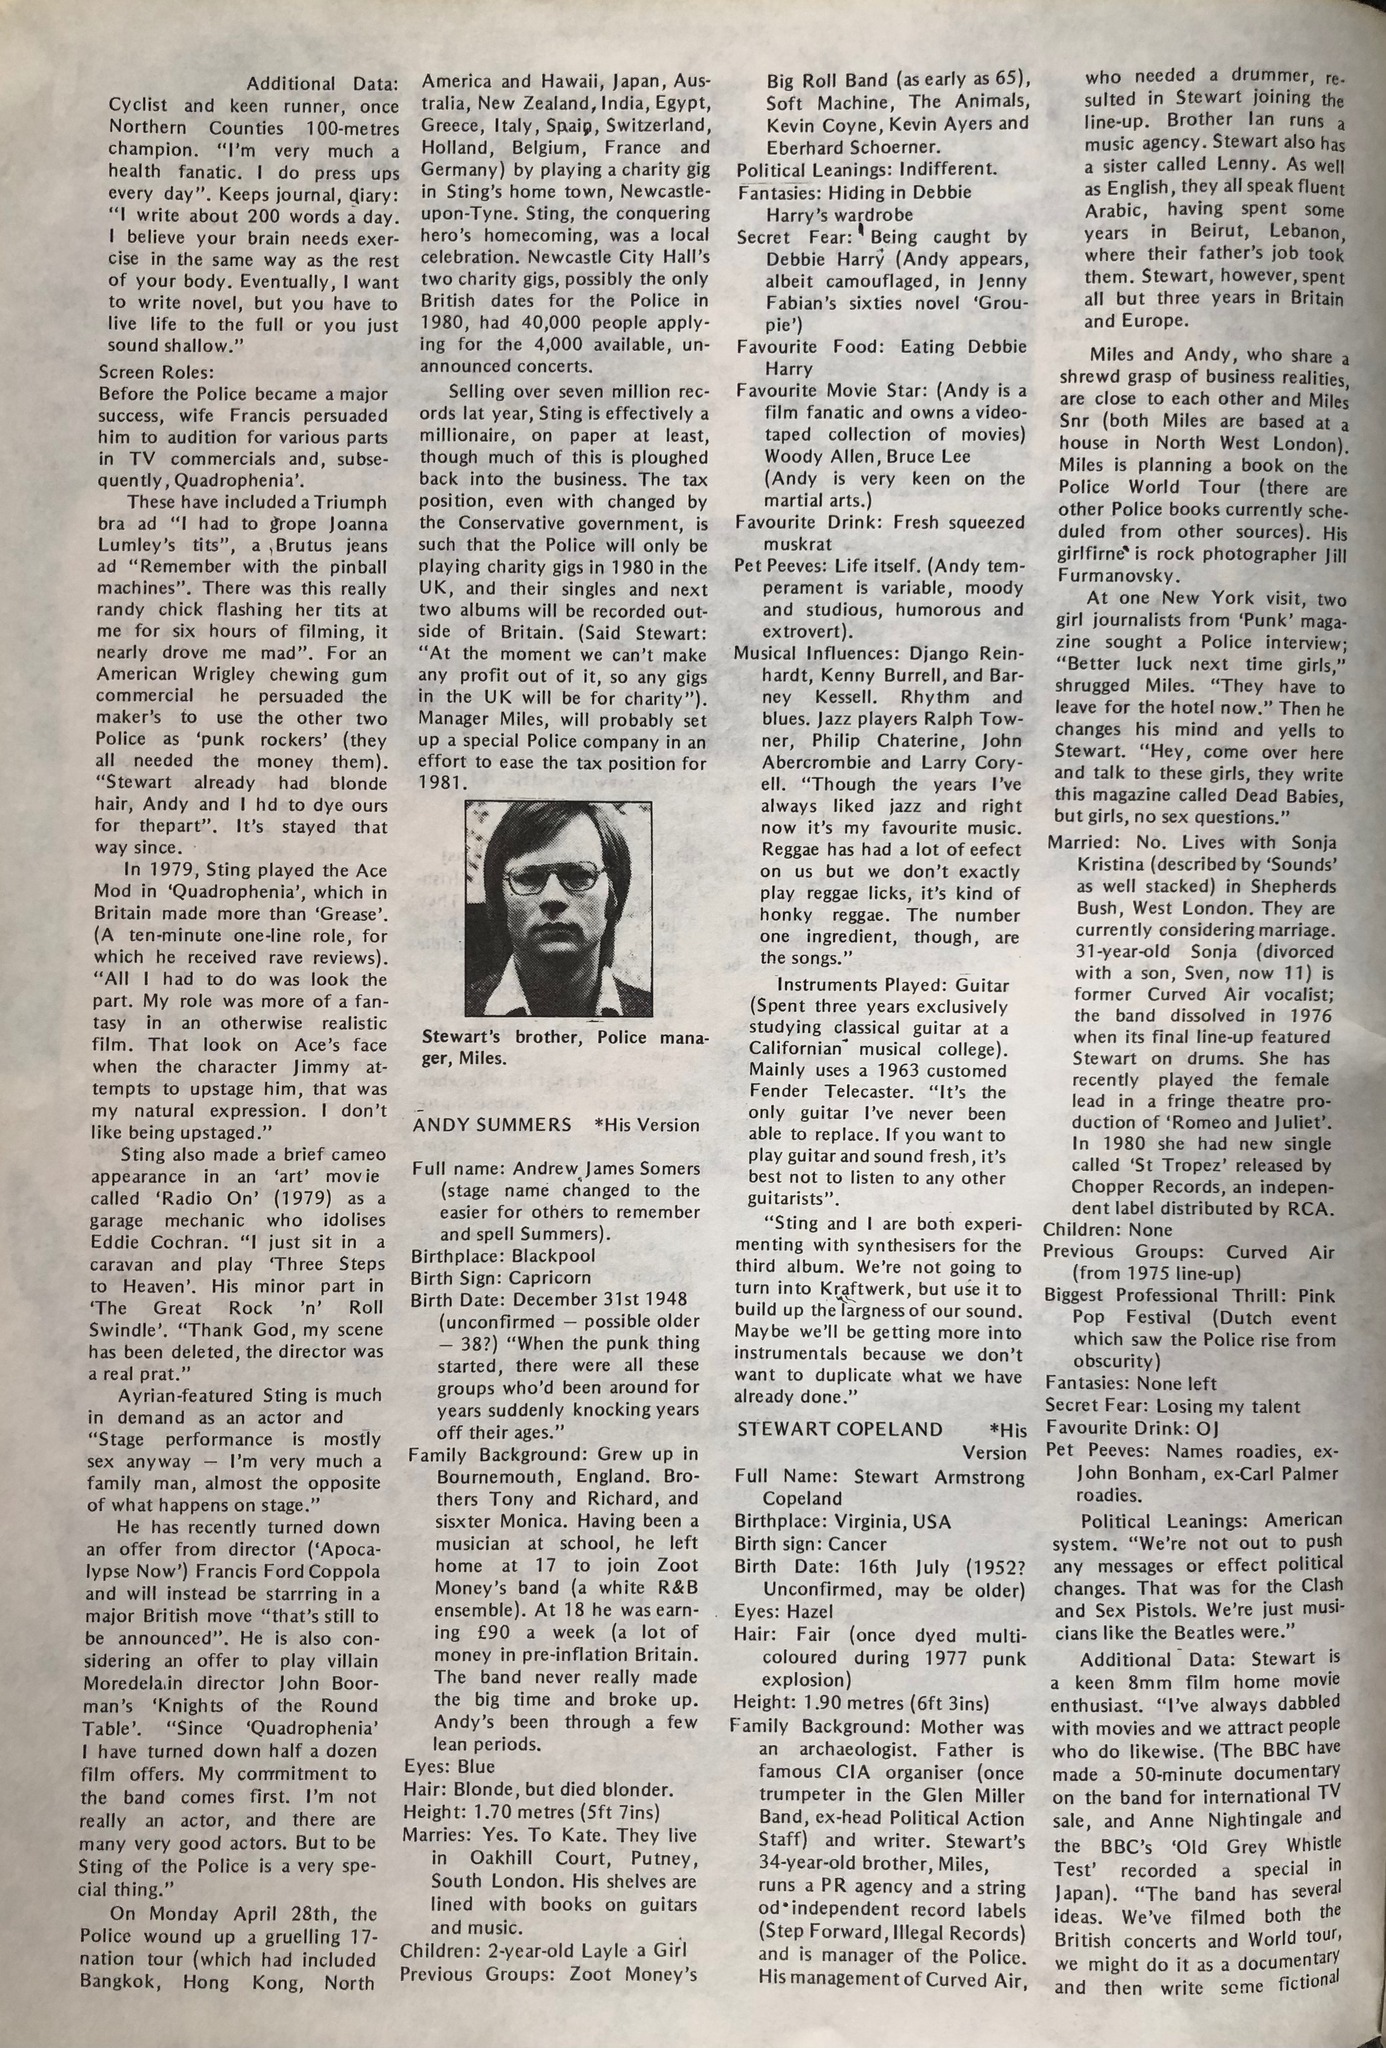 Additional Data:
Cyclist and keen runner, once
Northern Counties 100-metres
champion. "I'm very much a
health fanatic. I do press ups
every day". Keeps journal, diary:
"I write about 200 words a day.
I believe your brain needs exer-
cise in the same way as the rest
of your body. Eventually, I want
to write novel, but you have to
live life to the full or you just
sound shallow."
Screen Roles:
Before the Police became a major
success, wife Francis persuaded
him to audition for various parts
in TV commercials and, subse-
quently, Quadrophenia'.
These have included a Triumph
bra ad "I had to grope Joanna
Lumley's tits", a Brutus jeans
ad "Remember with the pinball
machines". There was this really
randy chick flashing her tits at
me for six hours of filming, it
nearly drove me mad". For an
American Wrigley chewing gum
commercial he persuaded the
maker's to use the other two
Police as 'punk rockers' (they
all needed the money them).
"Stewart already had blonde
hair, Andy and I hd to dye ours
for thepart". It's stayed that
way since.
In 1979, Sting played the Ace
Mod in 'Quadrophenia', which in
Britain made more than 'Grease'.
(A ten-minute one-line role, for
which he received rave reviews).
"All I had to do was look the
part. My role was more of a fan-
tasy in an otherwise realistic
film. That look on Ace's face
when the character Jimmy at-
tempts to upstage him, that was
my natural expression. I don't
like being upstaged."
Sting also made a brief cameo
appearance in an 'art' movie
called 'Radio On' (1979) as a
garage mechanic who idolises
Eddie Cochran. "I just sit in a
caravan and play 'Three Steps
to Heaven'. His minor part in
'The Great Rock 'n' Roll
Swindle'. "Thank God, my scene
has been deleted, the director was
a real prat."
Ayrian-featured Sting is much
in demand as an actor and
"Stage performance is mostly
sex anyway — I'm very much a
family man, almost the opposite
of what happens on stage."
He has recently turned down
an offer from director ('Apoca-
lypse Now') Francis Ford Coppola
and will instead be starrring in a
major British move "that's still to
be announced". He is also con-
sidering an offer to play villain
Moredela.in director John Boor-
man's 'Knights of the Round
Table'. "Since 'Quadrophenia'
I have turned down half a dozen
film offers. My commitment to
the band comes first. I'm not
really an actor, and there are
many very good actors. But to be
Sting of the Police is a very spe-
cial thing."
On Monday April 28th, the
Police wound up a gruelling 17-
nation tour (which had included
Bangkok, Hong Kong, North
America and Hawaii, Japan, Aus-
tralia, New Zealand, India, Egypt,
Greece, Italy, Spain, Switzerland,
Holland, Belgium, France and
Germany) by playing a charity gig
in Sting's home town, Newcastle-
upon-Tyne. Sting, the conquering
hero's homecoming, was a local
celebration. Newcastle City Hall's
two charity gigs, possibly the only
British dates for the Police in
1980, had 40,000 people apply-
ing for the 4,000 available, un-
announced concerts.
Selling over seven million rec-
ords lat year, Sting is effectively a
millionaire, on paper at least,
though much of this is ploughed
back into the business. The tax
position, even with changed by
the Conservative government, is
such that the Police will only be
playing charity gigs in 1980 in the
UK, and their singles and next
two albums will be recorded out-
side of Britain. (Said Stewart:
"At the moment we can't make
any profit out of it, so any gigs
in the UK will be for charity").
Manager Miles, will probably set
up a special Police company in an
effort to ease the tax position for
1981.
Stewart's brother, Police mana-
ger, Miles.
ANDY SUMMERS *His Version
Full name: Andrew James Somers
(stage name changed to the
easier for others to remember
and spell Summers).
Birthplace: Blackpool
Birth Sign: Capricorn
Birth Date: December 31st 1948
(unconfirmed — possible older
— 38?) "When the punk thing
started, there were all these
groups who'd been around for
years suddenly knocking years
off their ages."
Family Background: Grew up in
Bournemouth, England. Bro-
thers Tony and Richard, and
sisxter Monica. Having been a
musician at school, he left
home at 17 to join Zoot
Money's band (a white R&B
ensemble). At 18 he was earn-
ing £90 a week (a lot of
money in pre-inflation Britain.
The band never really made
the big time and broke up.
Andy's been through a few
lean periods.
Eyes: Blue
Hair: Blonde, but died blonder.
Height: 1.70 metres (5ft 7ins)
Marries: Yes. To Kate. They live
in Oakhill Court, Putney,
South London. His shelves are
lined with books on guitars
and music.
Children: 2-year-old Layle a Girl
Previous Groups: Zoot Money's
Big Roll Band (as early as 65),
Soft Machine, The Animals,
Kevin Coyne, Kevin Ayers and
Eberhard Schoerner.
Political Leanings: Indifferent.
Fantasies: Hiding in Debbie
Harry's wardrobe
Secret Fear: Being caught by
Debbie Harry (Andy appears,
albeit camouflaged, in Jenny
Fabian's sixties novel 'Grou-
pie')
Favourite Food: Eating Debbie
Harry
Favourite Movie Star: (Andy is a
film fanatic and owns a video-
taped collection of movies)
Woody Allen, Bruce Lee
(Andy is very keen on the
martial arts.)
Favourite Drink: Fresh squeezed
muskrat
Pet Peeves: Life itself. (Andy tem-
perament is variable, moody
and studious, humorous and
extrovert).
Musical Influences: Django Rein-
hardt, Kenny Burrell, and Bar-
ney Kessell. Rhythm and
blues. Jazz players Ralph Tow-
ner, Philip Chaterine, John
Abercrombie and Larry Cory-
ell. "Though the years I've
always liked jazz and right
now it's my favourite music.
Reggae has had a lot of eefect
on us but we don't exactly
play reggae licks, it's kind of
honky reggae. The number
one ingredient, though, are
the songs."
Instruments Played: Guitar
(Spent three years exclusively
studying classical guitar at a
Californian musical college).
Mainly uses a 1963 customed
Fender Telecaster. "It's the
only guitar I've never been
able to replace. If you want to
play guitar and sound fresh, it's
best not to listen to any other
guitarists".
"Sting and I are both experi-
menting with synthesisers for the
third album. We're not going to
turn into Kraftwerk, but use it to
build up the largness of our sound.
Maybe we'll be getting more into
instrumentals because we don't
want to duplicate what we have
already done."
STEWART COPELAND *His
Version
Full Name: Stewart Armstrong
Copeland
Birthplace: Virginia, USA
Birth sign: Cancer
Birth Date: 16th July (1952?
Unconfirmed, may be older)
Eyes: Hazel
Hair: Fair (once dyed multi-
coloured during 1977 punk
explosion)
Height: 1.90 metres (6ft 3ins)
Family Background: Mother was
an archaeologist. Father is
famous CIA organiser (once
trumpeter in the Glen Miller
Band, ex-head Political Action
Staff) and writer. Stewart's
34-year-old brother, Miles,
runs a PR agency and a string
od independent record labels
(Step Forward, Illegal Records)
and is manager of the Police.
His management of Curved Air,
who needed a drummer, re-
sulted in Stewart joining the
line-up. Brother Ian runs a
music agency. Stewart also has
a sister called Lenny. As well
as English, they all speak fluent
Arabic, having spent some
years in Beirut, Lebanon,
where their father's job took
them. Stewart, however, spent
all but three years in Britain
and Europe.
Miles and Andy, who share a
shrewd grasp of business realities,
are close to each other and Miles
Snr (both Miles are based at a
house in North West London).
Miles is planning a book on the
Police World Tour (there are
other Police books currently sche-
duled from other sources). His
girlfirne is rock photographer Jill
Furmanovsky.
At one New York visit, two
girl journalists from 'Punk' maga-
zine sought a Police interview;
"Better luck next time girls,"
shrugged Miles. "They have to
leave for the hotel now." Then he
changes his mind and yells to
Stewart. "Hey, come over here
and talk to these girls, they write
this magazine called Dead Babies,
but girls, no sex questions."
Married: No. Lives with Sonja
Kristina (described by 'Sounds'
as well stacked) in Shepherds
Bush, West London. They are
currently considering marriage.
31-year-old Sonja (divorced
with a son, Sven, now 11) is
former Curved Air vocalist;
the band dissolved in 1976
when its final line-up featured
Stewart on drums. She has
recently played the female
lead in a fringe theatre pro-
duction of 'Romeo and Juliet'.
In 1980 she had new single
called 'St Tropez' released by
Chopper Records, an indepen-
dent label distributed by RCA.
Children: None
Previous Groups: Curved Air
(from 1975 line-up)
Biggest Professional Thrill: Pink
Pop Festival (Dutch event
which saw the Police rise from
obscurity)
Fantasies: None left
Secret Fear: Losing my talent
Favourite Drink: OJ
Pet Peeves: Names roadies, ex-
John Bonham, ex-Carl Palmer
roadies.
Political Leanings: American
system. "We're not out to push
any messages or effect political
changes. That was for the Clash
and Sex Pistols. We're just musi-
cians like the Beatles were."
Additional Data: Stewart is
a keen 8mm film home movie
enthusiast. "I've always dabbled
with movies and we attract people
who do likewise. (The BBC have
made a 50-minute documentary
on the band for international TV
sale, and Anne Nightingale and
the BBC's 'Old Grey Whistle
Test' recorded a special in
Japan). "The band has several
ideas. We've filmed both the
British concerts and World tour,
we might do it as a documentary
and then write some fictional